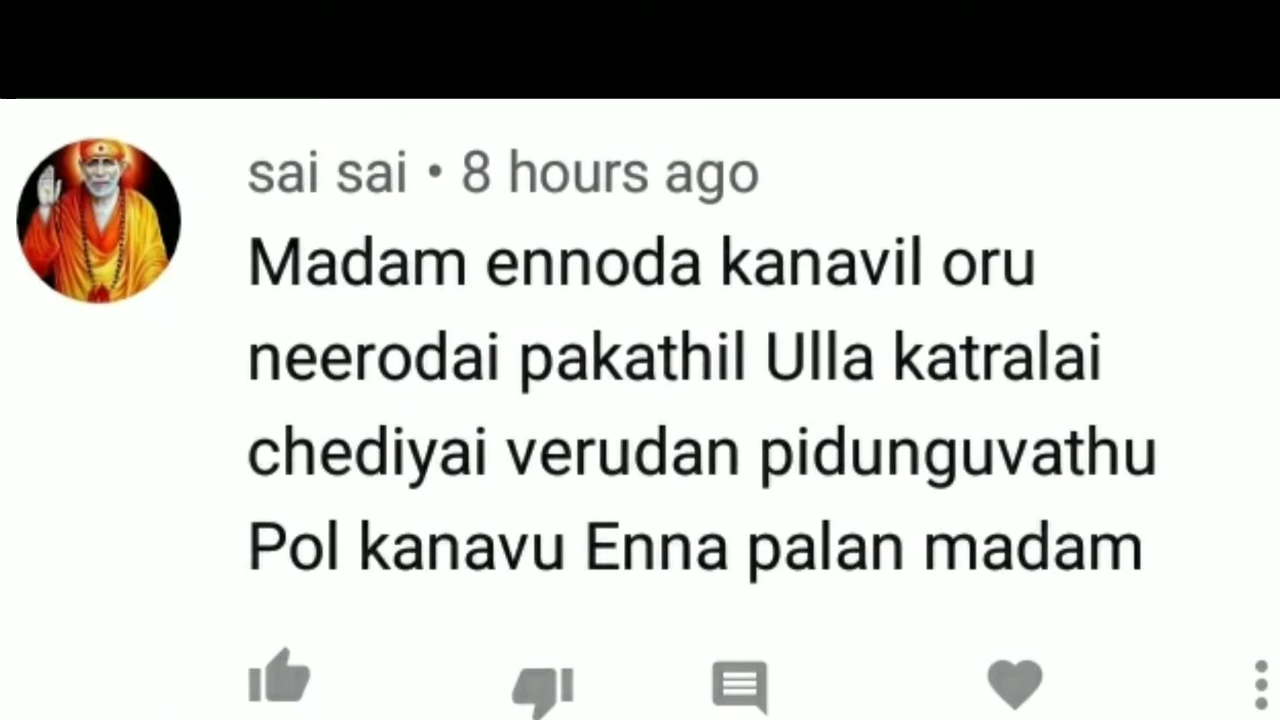 sai sai • 8 hours ago
Madam ennoda kanavil oru
neerodai pakathil Ulla katralai
chediyai verudan pidunguvathu
Pol kanavu Enna palan madam